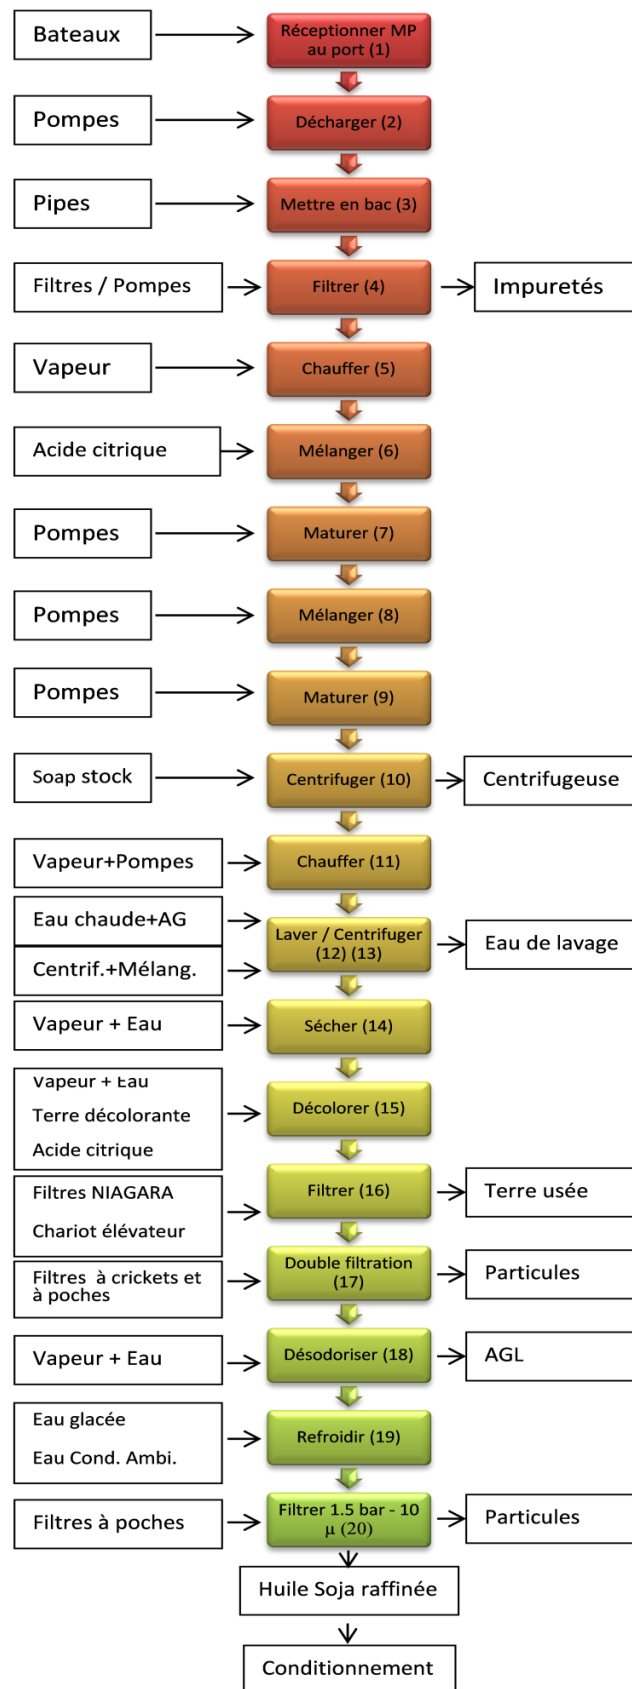 Bateaux
Réceptionner MP
au port (1)
Pompes
Décharger (2)
Pipes
Mettre en bac (3)
Filtres / Pompes
Filtrer (4)
Impuretés
Vapeur
Chauffer (5)
Acide citrique
Mélanger (6)
Pompes
Maturer (7)
Pompes
Mélanger (8)
Pompes
Maturer (9)
Soap stock
Centrifuger (10)
Centrifugeuse
Vapeur+Pompes
Chauffer (11)
Eau chaude+AG
Centrif.+Mélang.
Laver / Centrifuger
(12) (13)
Eau de lavage
Vapeur + Eau
Sécher (14)
Vapeur + Eau
Terre décolorante
Acide citrique
Décolorer (15)
Filtres NIAGARA
Chariot élévateur
Filtrer (16)
Terre usée
Filtres à crickets et
à poches
Double filtration
(17)
Particules
Vapeur + Eau
Désodoriser (18)
AGL
Eau glacée
Eau Cond. Ambi.
Refroidir (19)
Filtres à poches
Filtrer 1.5 bar - 10
µ (20)
Particules
Huile Soja raffinée
Conditionnement